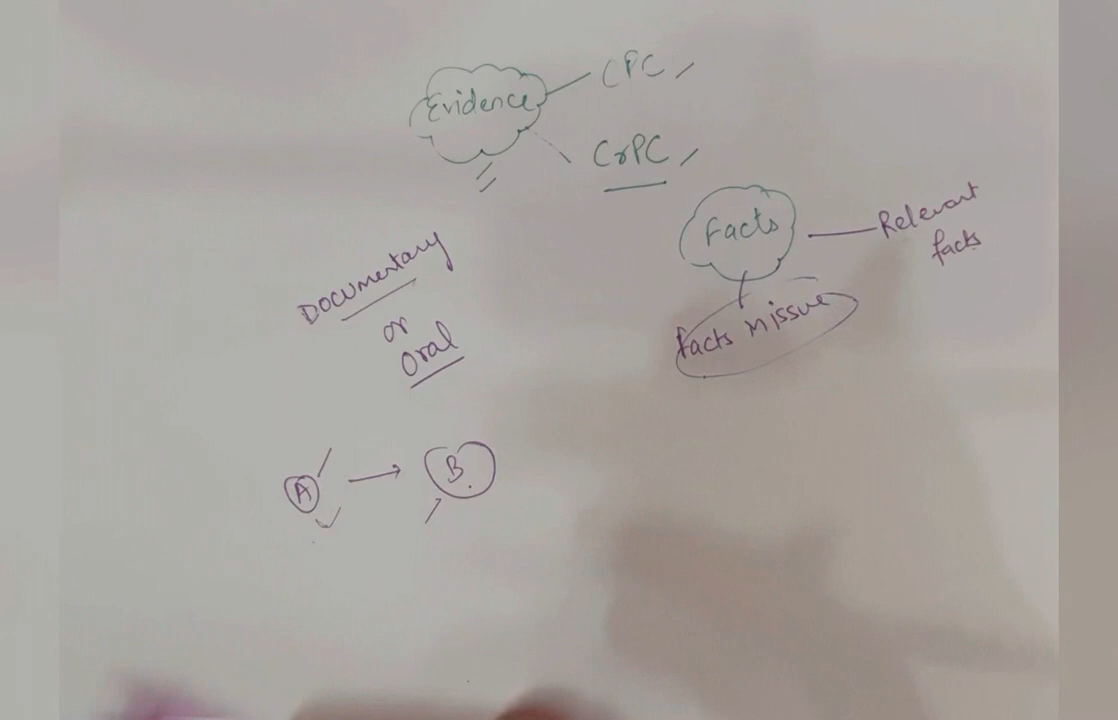 Evidence
CPC
CrPC
Facts
Relevant
facts
Documentary
or
oral
facts in issue
A
B